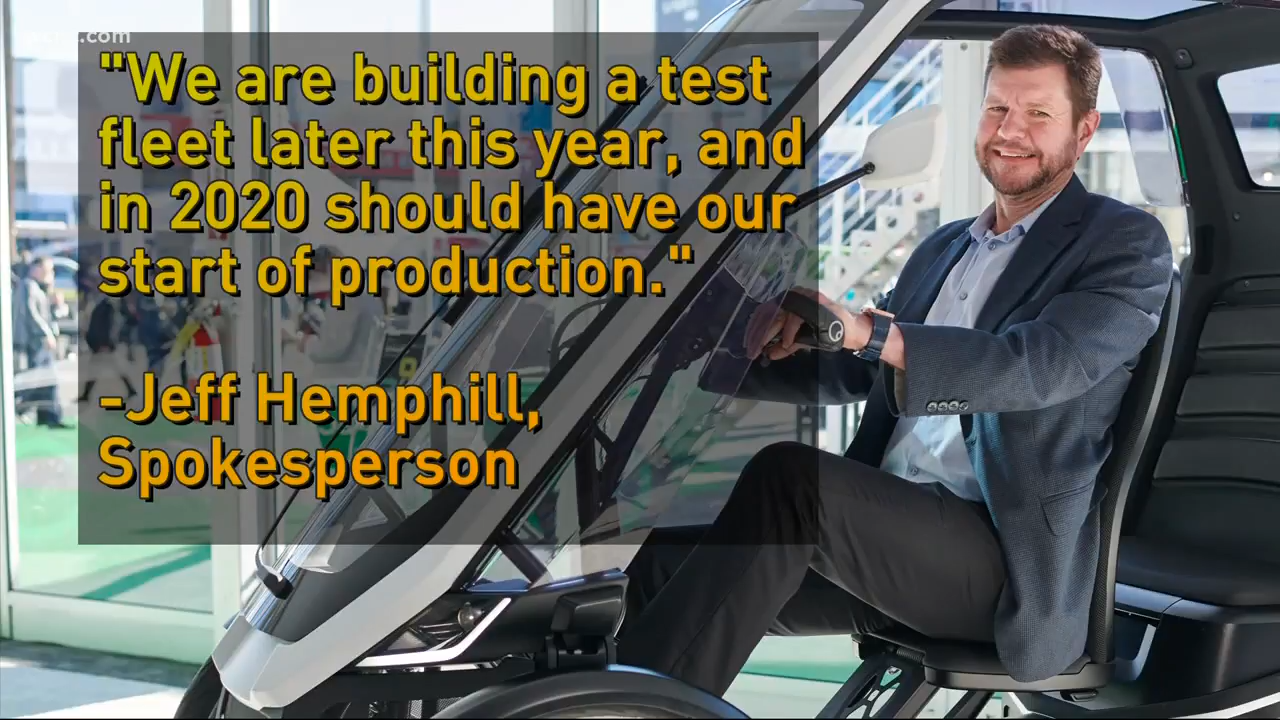 .com
"We are building a test
fleet later this year, and
in 2020 should have our
start of production."
-Jeff Hemphill,
Spokesperson